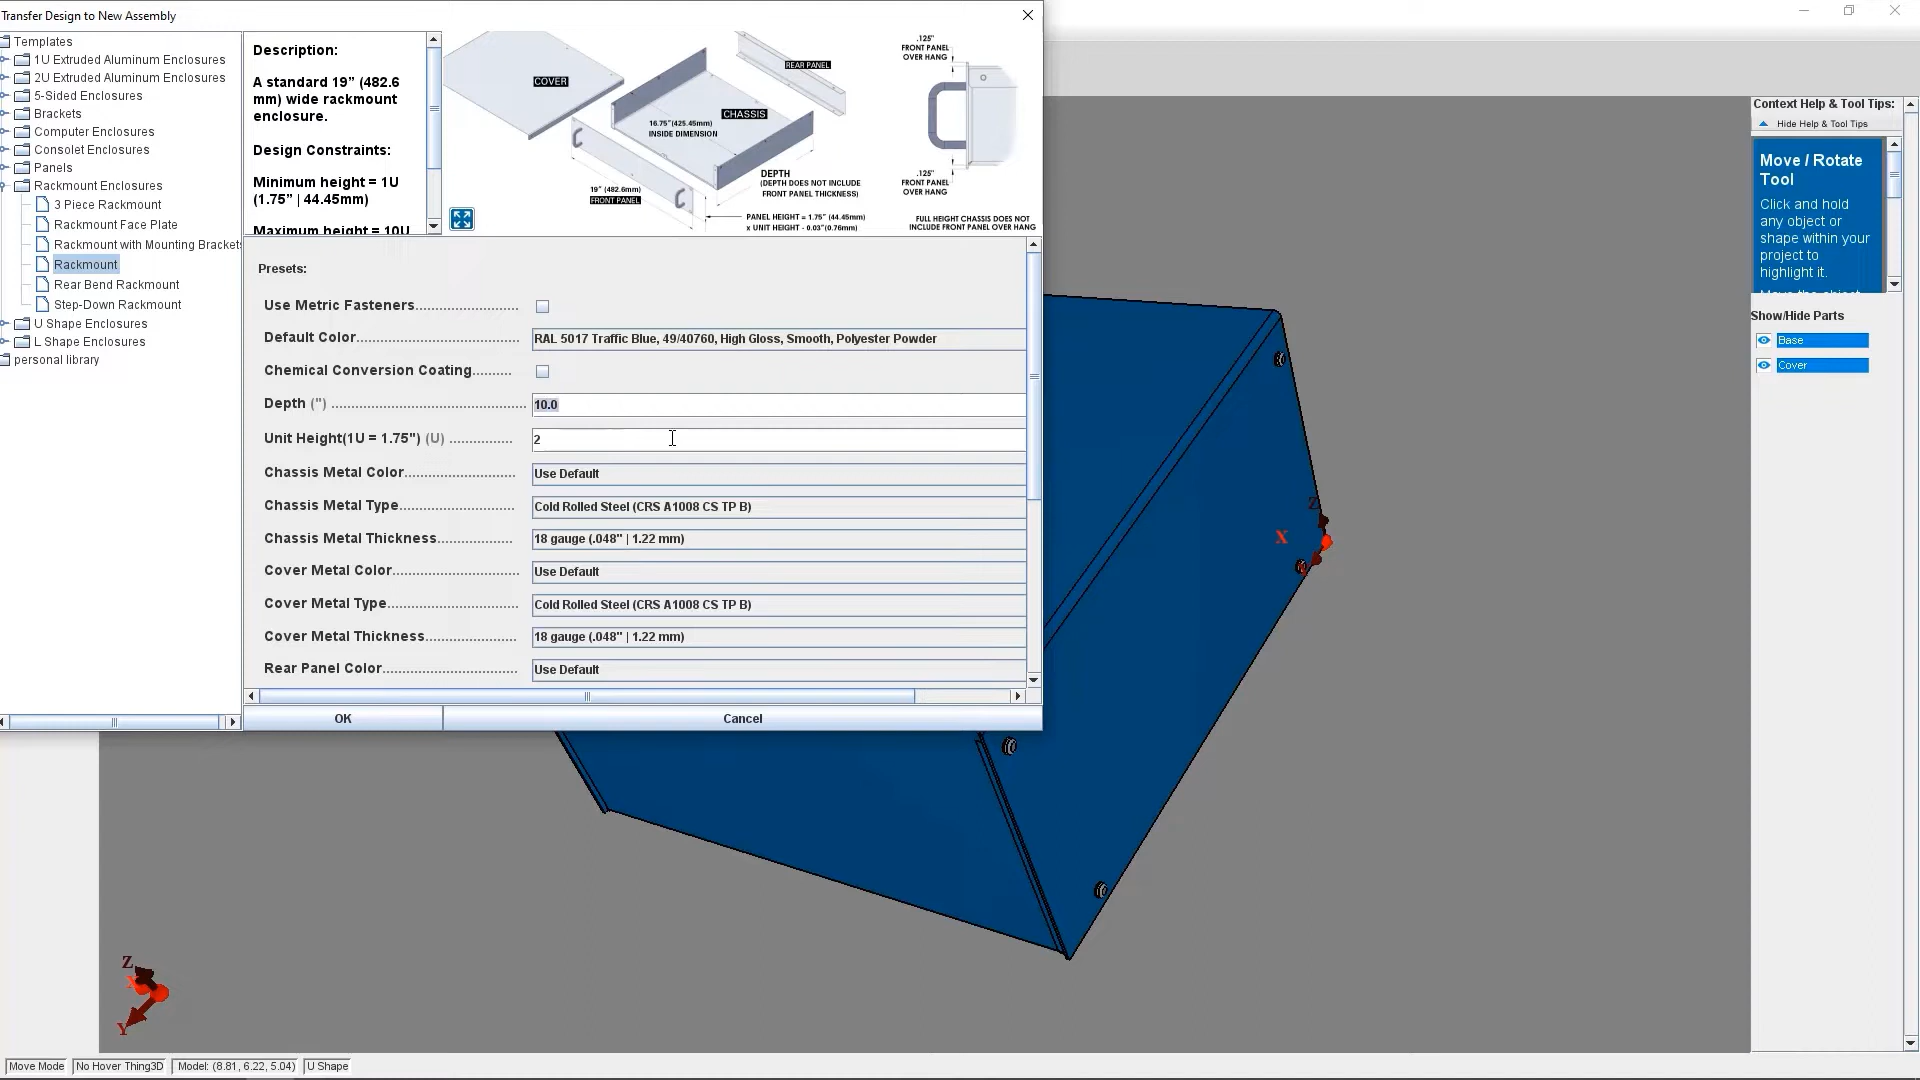 Transfer Design to New Assembly
Templates
1U Extruded Aluminum Enclosures
2U Extruded Aluminum Enclosures
5-Sided Enclosures
Brackets
Computer Enclosures
Consolet Enclosures
Panels
Rackmount Enclosures
3 Piece Rackmount
Rackmount Face Plate
Rackmount with Mounting Brackets
Rackmount
Rear Bend Rackmount
Step-Down Rackmount
U Shape Enclosures
L Shape Enclosures
personal library
Description:
A standard 19" (482.6
mm) wide rackmount
enclosure.
Design Constraints:
Minimum height = 1U
(1.75" | 44.45mm)
Maximum height = 10U
COVER
REAR PANEL
CHASSIS
16.75"(425.45mm)
INSIDE DIMENSION
19" (482.6mm)
FRONT PANEL
DEPTH
(DEPTH DOES NOT INCLUDE
FRONT PANEL THICKNESS)
PANEL HEIGHT = 1.75" (44.45mm)
x UNIT HEIGHT - 0.03"(0.76mm)
.125"
FRONT PANEL
OVER HANG
.125"
FRONT PANEL
OVER HANG
FULL HEIGHT CHASSIS DOES NOT
INCLUDE FRONT PANEL OVER HANG
Presets:
Use Metric Fasteners
Default Color RAL 5017 Traffic Blue, 49/40760, High Gloss, Smooth, Polyester Powder
Chemical Conversion Coating
Depth (") 10.0
Unit Height(1U = 1.75") (U) 2
Chassis Metal Color Use Default
Chassis Metal Type Cold Rolled Steel (CRS A1008 CS TP B)
Chassis Metal Thickness 18 gauge (.048" | 1.22 mm)
Cover Metal Color Use Default
Cover Metal Type Cold Rolled Steel (CRS A1008 CS TP B)
Cover Metal Thickness 18 gauge (.048" | 1.22 mm)
Rear Panel Color Use Default
OK
Cancel
Context Help & Tool Tips:
Hide Help & Tool Tips
Move / Rotate
Tool
Click and hold
any object or
shape within your
project to
highlight it.
Move the object
Show/Hide Parts
Base
Cover
Z
X
Z
X
Y
Move Mode
No Hover Thing3D
Model: (8.81, 6.22, 5.04)
U Shape